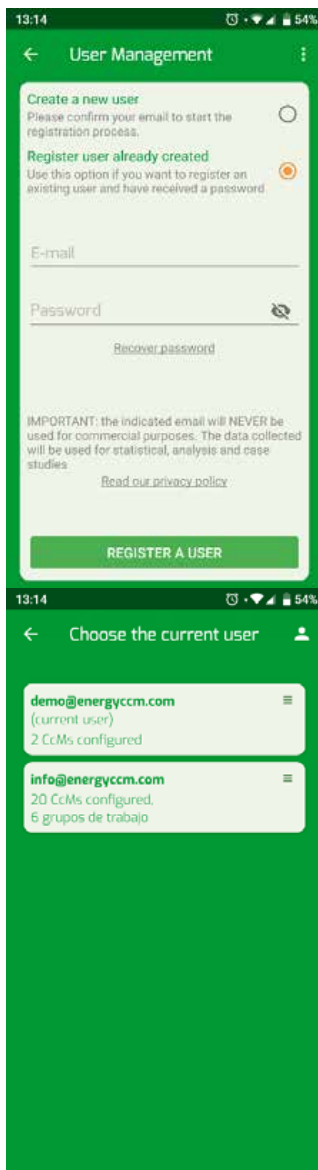 13:14 54%
User Management
Create a new user
Please confirm your email to start the
registration process.
Register user already created
Use this option if you want to register an
existing user and have received a password
E-mail
Password
Recover password
IMPORTANT: the indicated email will NEVER be
used for commercial purposes. The data collected
will be used for statistical, analysis and case
studies
Read our privacy policy
REGISTER A USER
13:14 54%
Choose the current user
demo@energyccm.com
(current user)
2 CcMs configured
info@energyccm.com
20 CcMs configured,
6 grupos de trabajo